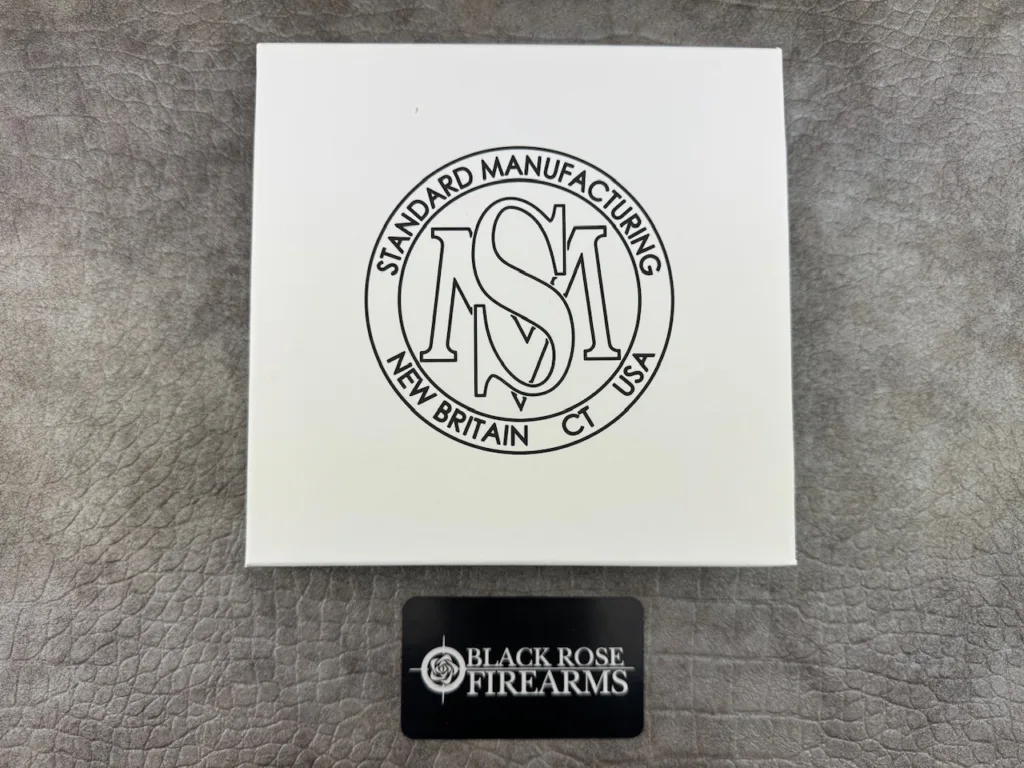 STANDARD MANUFACTURING
SM
NEW BRITAIN CT USA
BLACK ROSE
FIREARMS